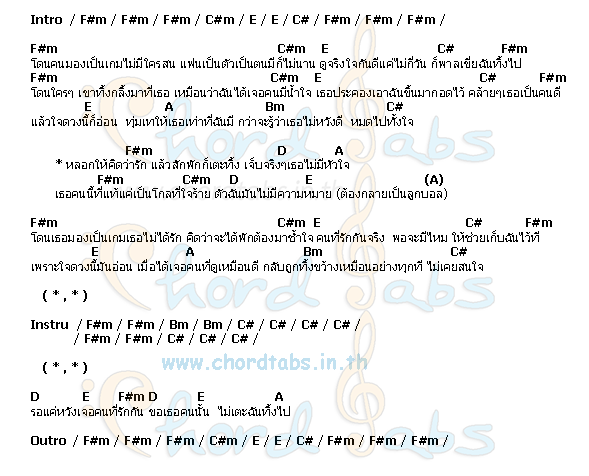 Intro / F#m / F#m / F#m / C#m / E / E / C# / F#m / F#m / F#m /
F#m C#m E C# F#m
โดนคนมองเป็นเกมไม่มีใครสน แฟนเป็นตัวเป็นตนมีก็ไม่นาน ดูจริงใจกันดีแค่ไม่กี่วัน ก็พาลเขี่ยฉันทิ้งไป
F#m C#m E C# F#m
โดนใครๆ เขาทิ้งกลิ้งมาที่เธอ เหมือนว่าฉันได้เจอคนมีน้ำใจ เธอประคองเอาฉันขึ้นมากอดไว้ คล้ายๆเธอเป็นคนดี
E A Bm C#
แล้วใจดวงนี้ก็อ่อน ทุ่มเทให้เธอเท่าที่ฉันมี กว่าจะรู้ว่าเธอไม่หวังดี หมดไปทั้งใจ
F#m D A
* หลอกให้คิดว่ารัก แล้วสักพักก็เตะทิ้ง เจ็บจริงๆเธอไม่มีหัวใจ
F#m C#m D E (A)
เธอคนนี้ที่แท้แค่เป็นโกลที่ใจร้าย ตัวฉันมันไม่มีความหมาย (ต้องกลายเป็นลูกบอล)
F#m C#m E C# F#m
โดนเธอมองเป็นเกมเธอไม่ได้รัก คิดว่าจะได้พักต้องมาช้ำใจ คนที่รักกันจริง พอจะมีไหม ให้ช่วยเก็บฉันไว้ที
E A Bm C#
เพราะใจดวงนี้มันอ่อน เมื่อได้เจอคนที่ดูเหมือนดี กลับถูกทิ้งขว้างเหมือนอย่างทุกที ไม่เคยสนใจ
( * , * )
Instru / F#m / F#m / Bm / Bm / C# / C# / C# / C# /
/ F#m / F#m / C# / C# / C# /
( * , * )
www.chordtabs.in.th
D E F#m D E A
รอแค่หวังเจอคนที่รักกัน ขอเธอคนนั้น ไม่เตะฉันทิ้งไป
Outro / F#m / F#m / F#m / C#m / E / E / C# / F#m / F#m / F#m /